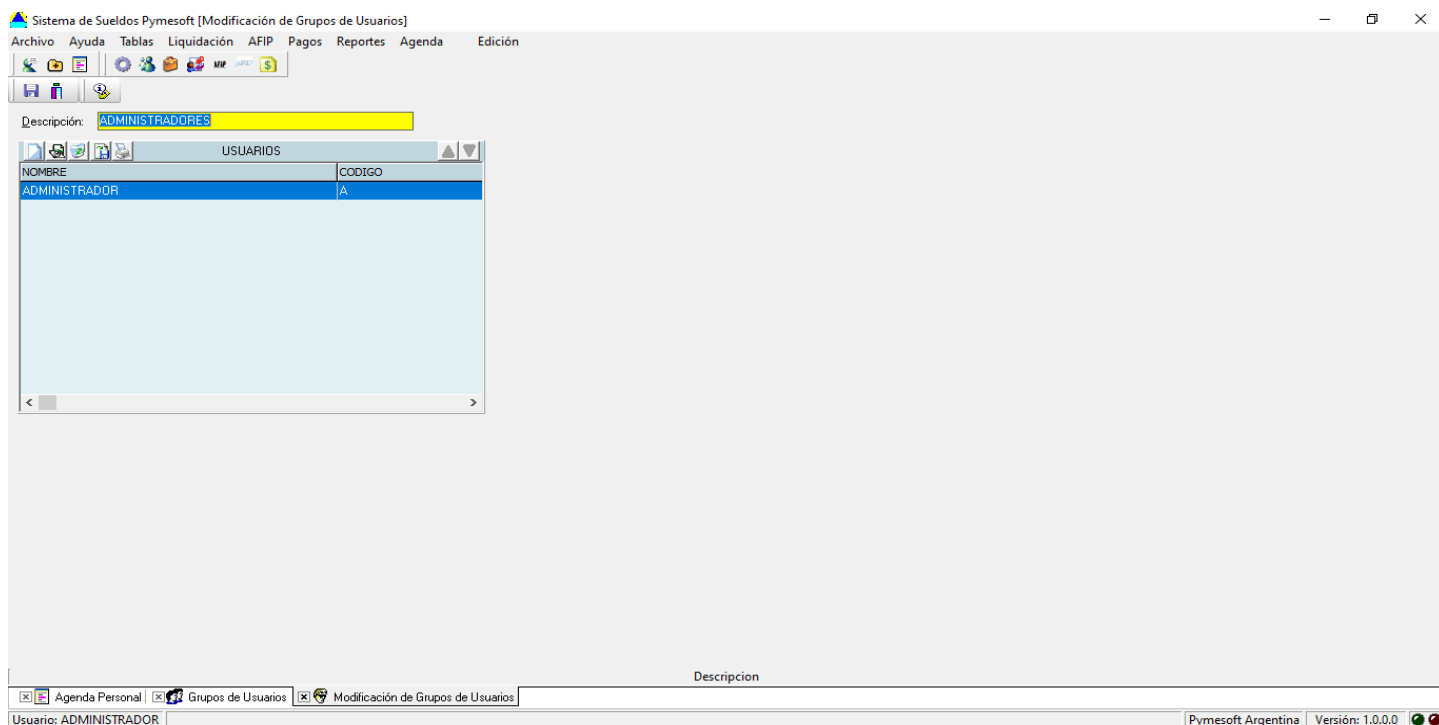 Sistema de Sueldos Pymesoft [Modificación de Grupos de Usuarios]
Archivo Ayuda Tablas Liquidación AFIP Pagos Reportes Agenda Edición
Descripción: ADMINISTRADORES
USUARIOS
NOMBRE CODIGO
ADMINISTRADOR A
Descripcion
Agenda Personal Grupos de Usuarios Modificación de Grupos de Usuarios
Usuario: ADMINISTRADOR Pymesoft Argentina Versión: 1.0.0.0